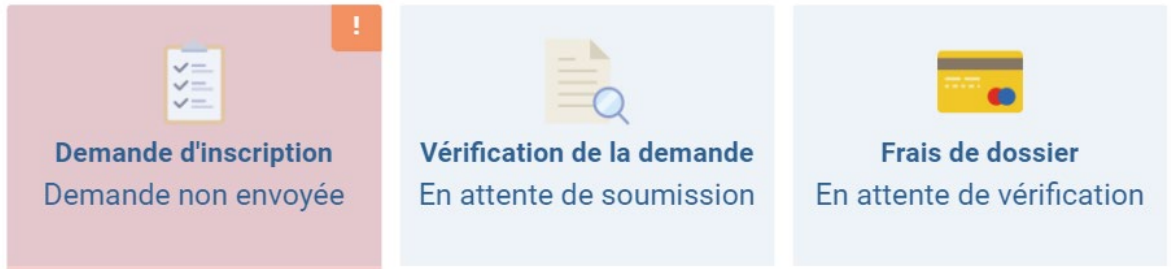 !
Demande d'inscription
Demande non envoyée
Vérification de la demande
En attente de soumission
Frais de dossier
En attente de vérification